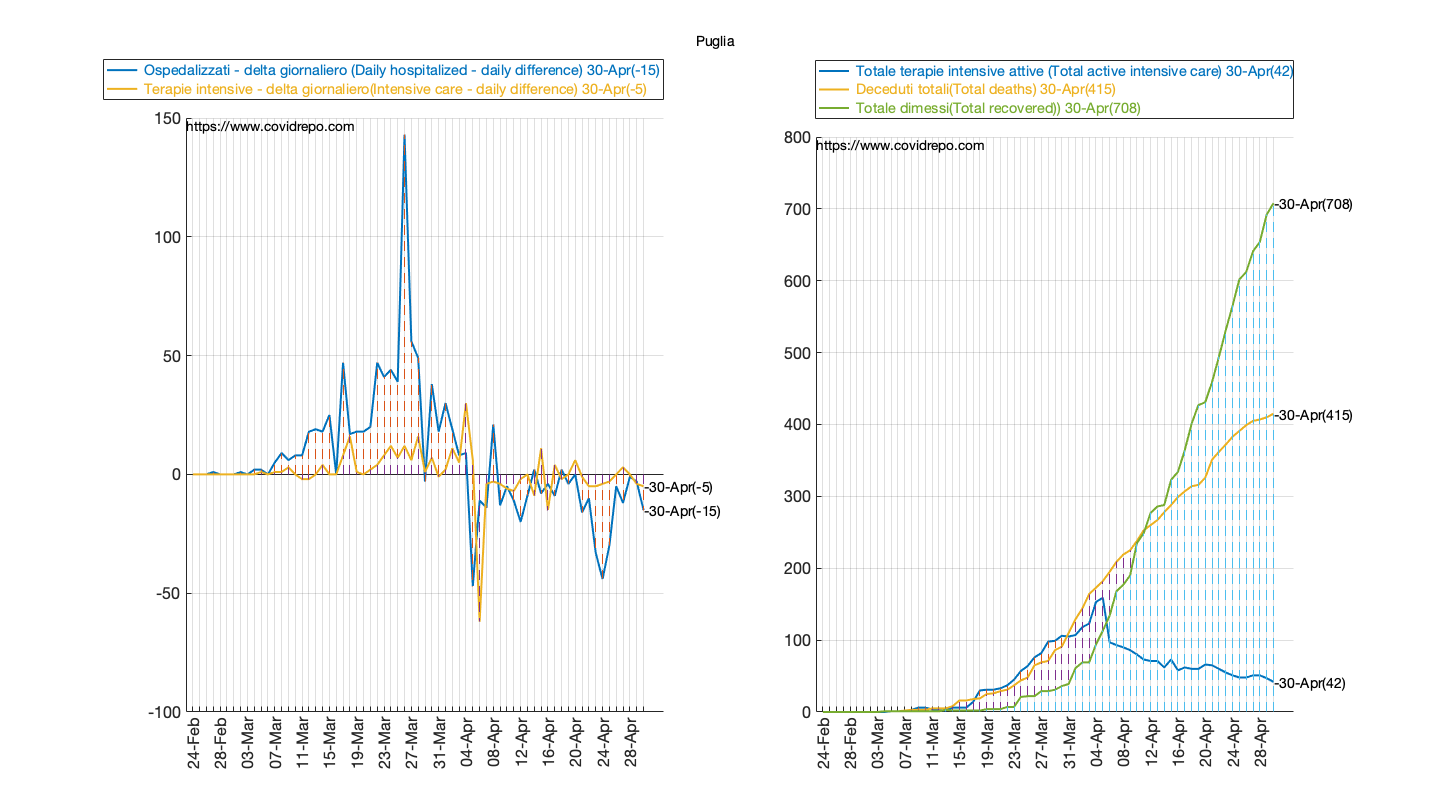 Puglia
Ospedalizzati - delta giornaliero (Daily hospitalized - daily difference) 30-Apr(-15)
Terapie intensive - delta giornaliero(Intensive care - daily difference) 30-Apr(-5)
150
https://www.covidrepo.com
100
50
0
-50
-100
-30-Apr(-5)
-30-Apr(-15)
24-Feb
28-Feb
03-Mar
07-Mar
11-Mar
15-Mar
19-Mar
23-Mar
27-Mar
31-Mar
04-Apr
08-Apr
12-Apr
16-Apr
20-Apr
24-Apr
28-Apr
Totale terapie intensive attive (Total active intensive care) 30-Apr(42)
Deceduti totali(Total deaths) 30-Apr(415)
Totale dimessi(Total recovered)) 30-Apr(708)
800
https://www.covidrepo.com
700
600
500
400
300
200
100
0
-30-Apr(708)
-30-Apr(415)
-30-Apr(42)
24-Feb
28-Feb
03-Mar
07-Mar
11-Mar
15-Mar
19-Mar
23-Mar
27-Mar
31-Mar
04-Apr
08-Apr
12-Apr
16-Apr
20-Apr
24-Apr
28-Apr